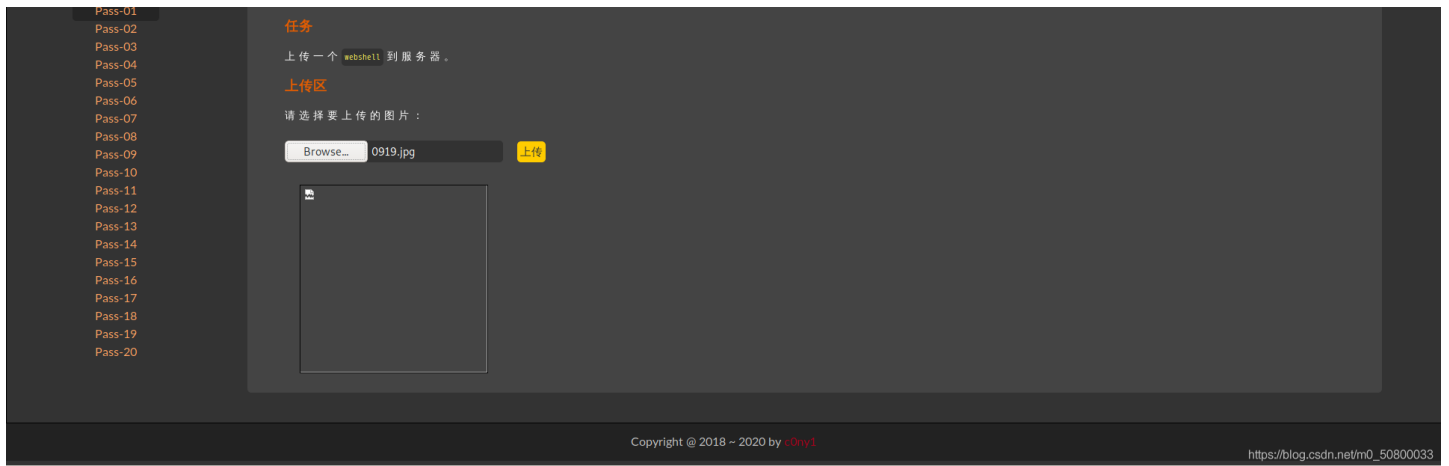 Pass-01
Pass-02
Pass-03
Pass-04
Pass-05
Pass-06
Pass-07
Pass-08
Pass-09
Pass-10
Pass-11
Pass-12
Pass-13
Pass-14
Pass-15
Pass-16
Pass-17
Pass-18
Pass-19
Pass-20
任务
上传一个 webshell 到服务器。
上传区
请选择要上传的图片：
Browse... 0919.jpg 上传
Copyright @ 2018 ~ 2020 by c0ny1
https://blog.csdn.net/m0_50800033